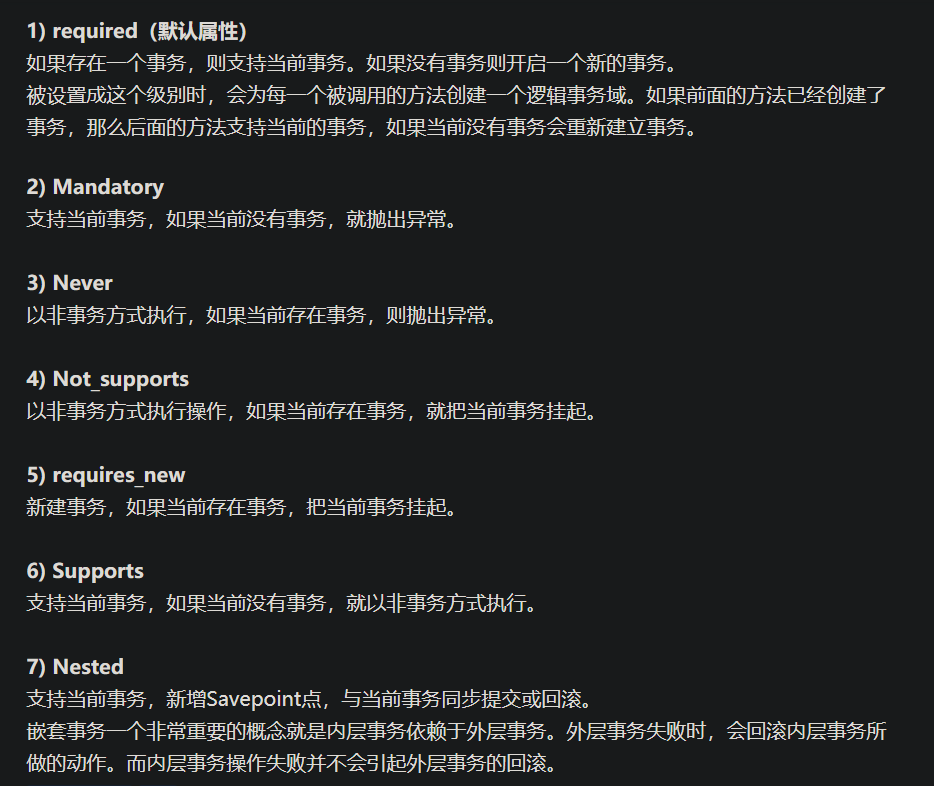 1) required（默认属性）
如果存在一个事务，则支持当前事务。如果没有事务则开启一个新的事务。
被设置成这个级别时，会为每一个被调用的方法创建一个逻辑事务域。如果前面的方法已经创建了
事务，那么后面的方法支持当前的事务，如果当前没有事务会重新建立事务。
2) Mandatory
支持当前事务，如果当前没有事务，就抛出异常。
3) Never
以非事务方式执行，如果当前存在事务，则抛出异常。
4) Not_supports
以非事务方式执行操作，如果当前存在事务，就把当前事务挂起。
5) requires_new
新建事务，如果当前存在事务，把当前事务挂起。
6) Supports
支持当前事务，如果当前没有事务，就以非事务方式执行。
7) Nested
支持当前事务，新增Savepoint点，与当前事务同步提交或回滚。
嵌套事务一个非常重要的概念就是内层事务依赖于外层事务。外层事务失败时，会回滚内层事务所
做的动作。而内层事务操作失败并不会引起外层事务的回滚。